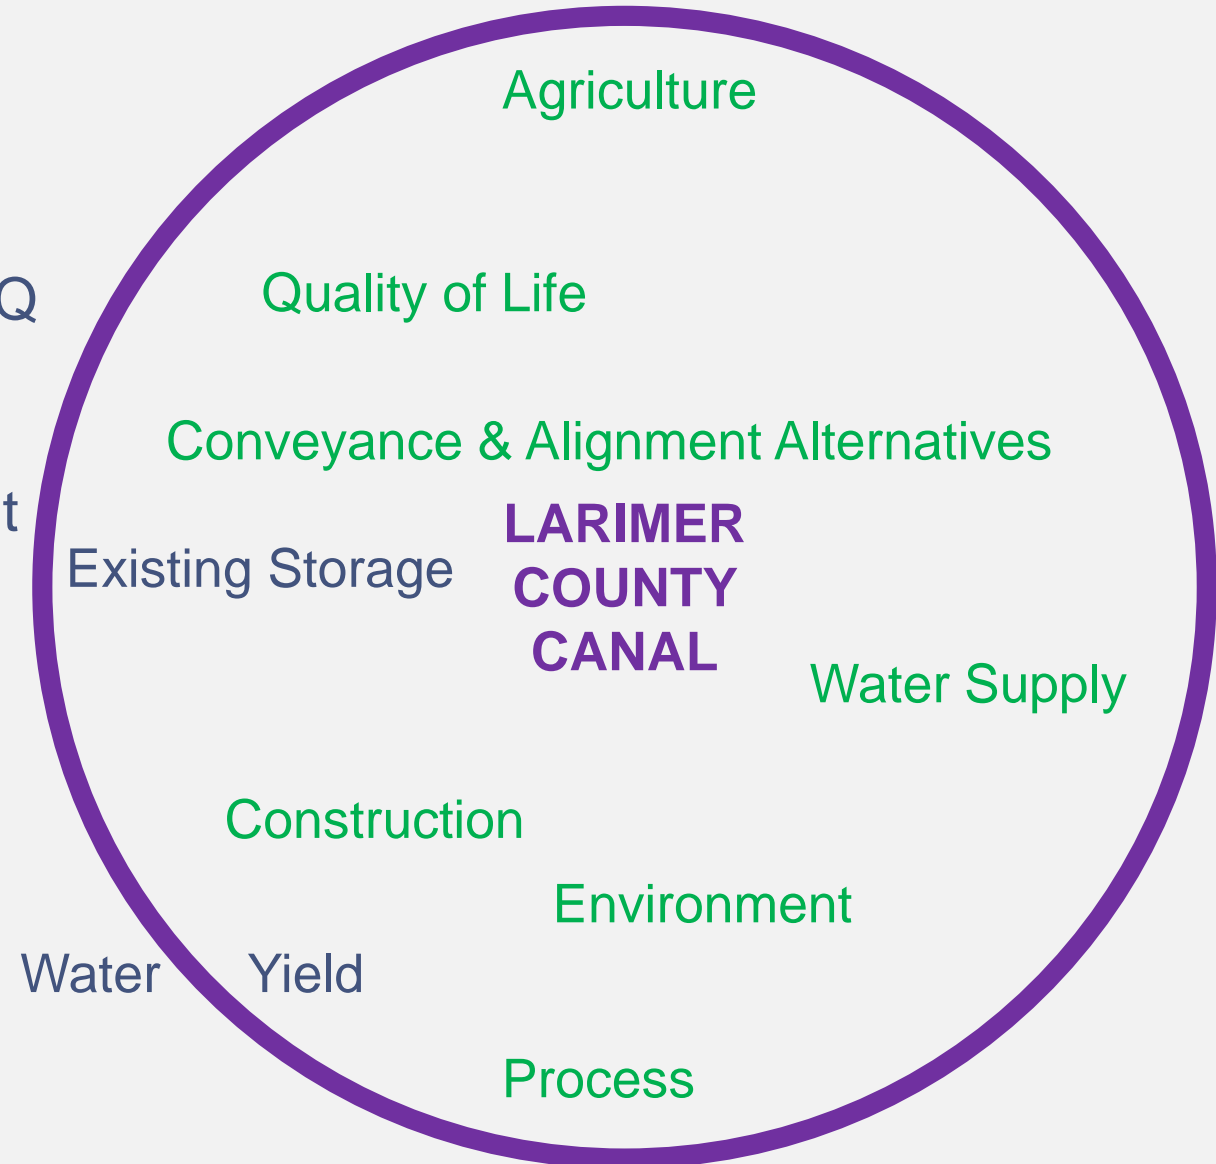 Agriculture
Q
Quality of Life
Conveyance & Alignment Alternatives
t
LARIMER
COUNTY
CANAL
Existing Storage
Water Supply
Construction
Environment
Water Yield
Process